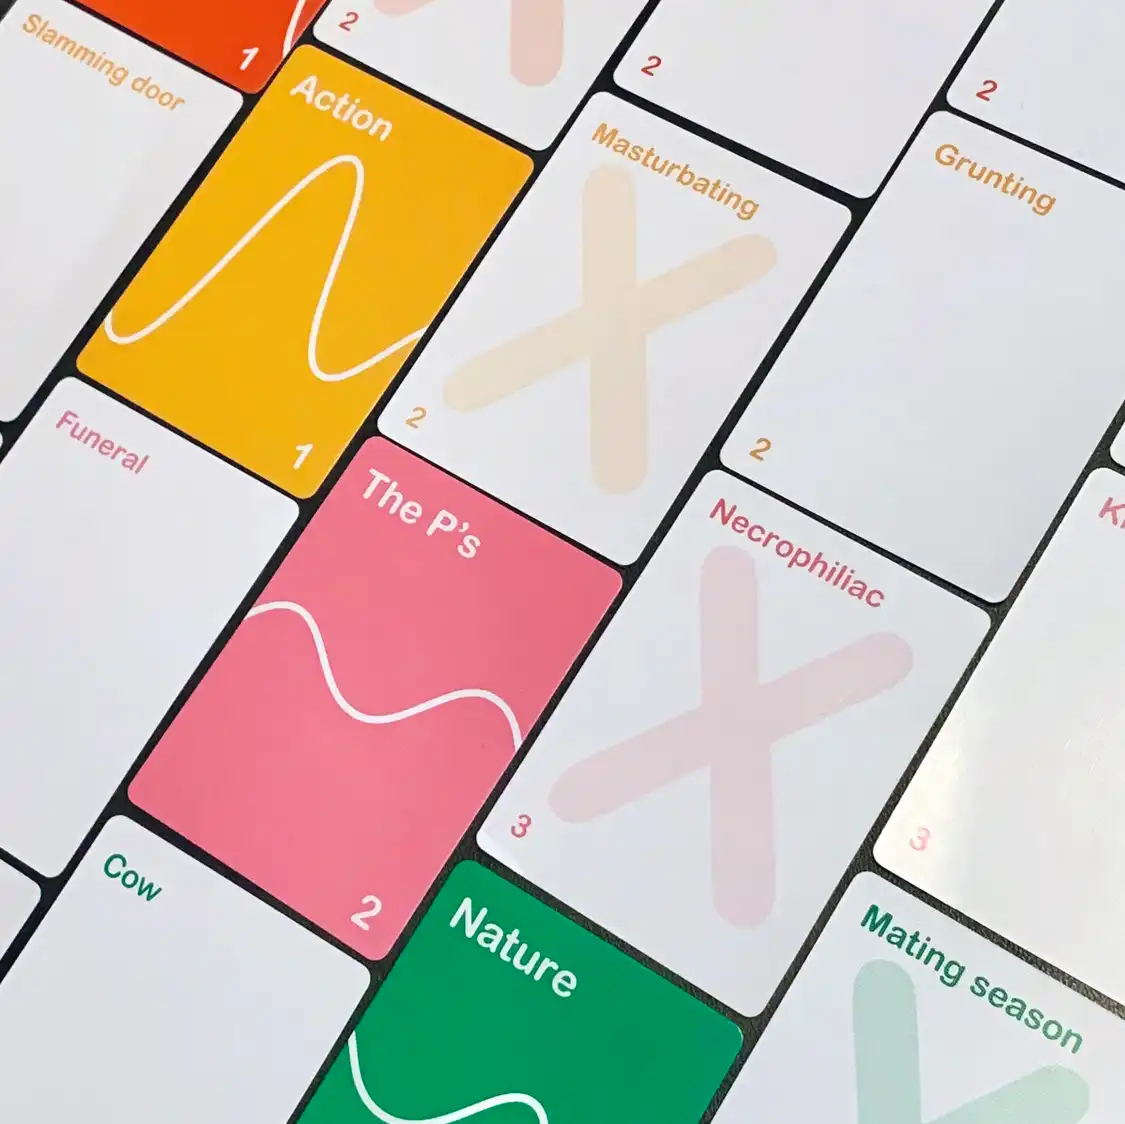 Slamming door
1
2
2
2
Action
1
Masturbating
2
Grunting
2
Funeral
The P's
2
Necrophiliac
3
3
Cow
Nature
Mating season